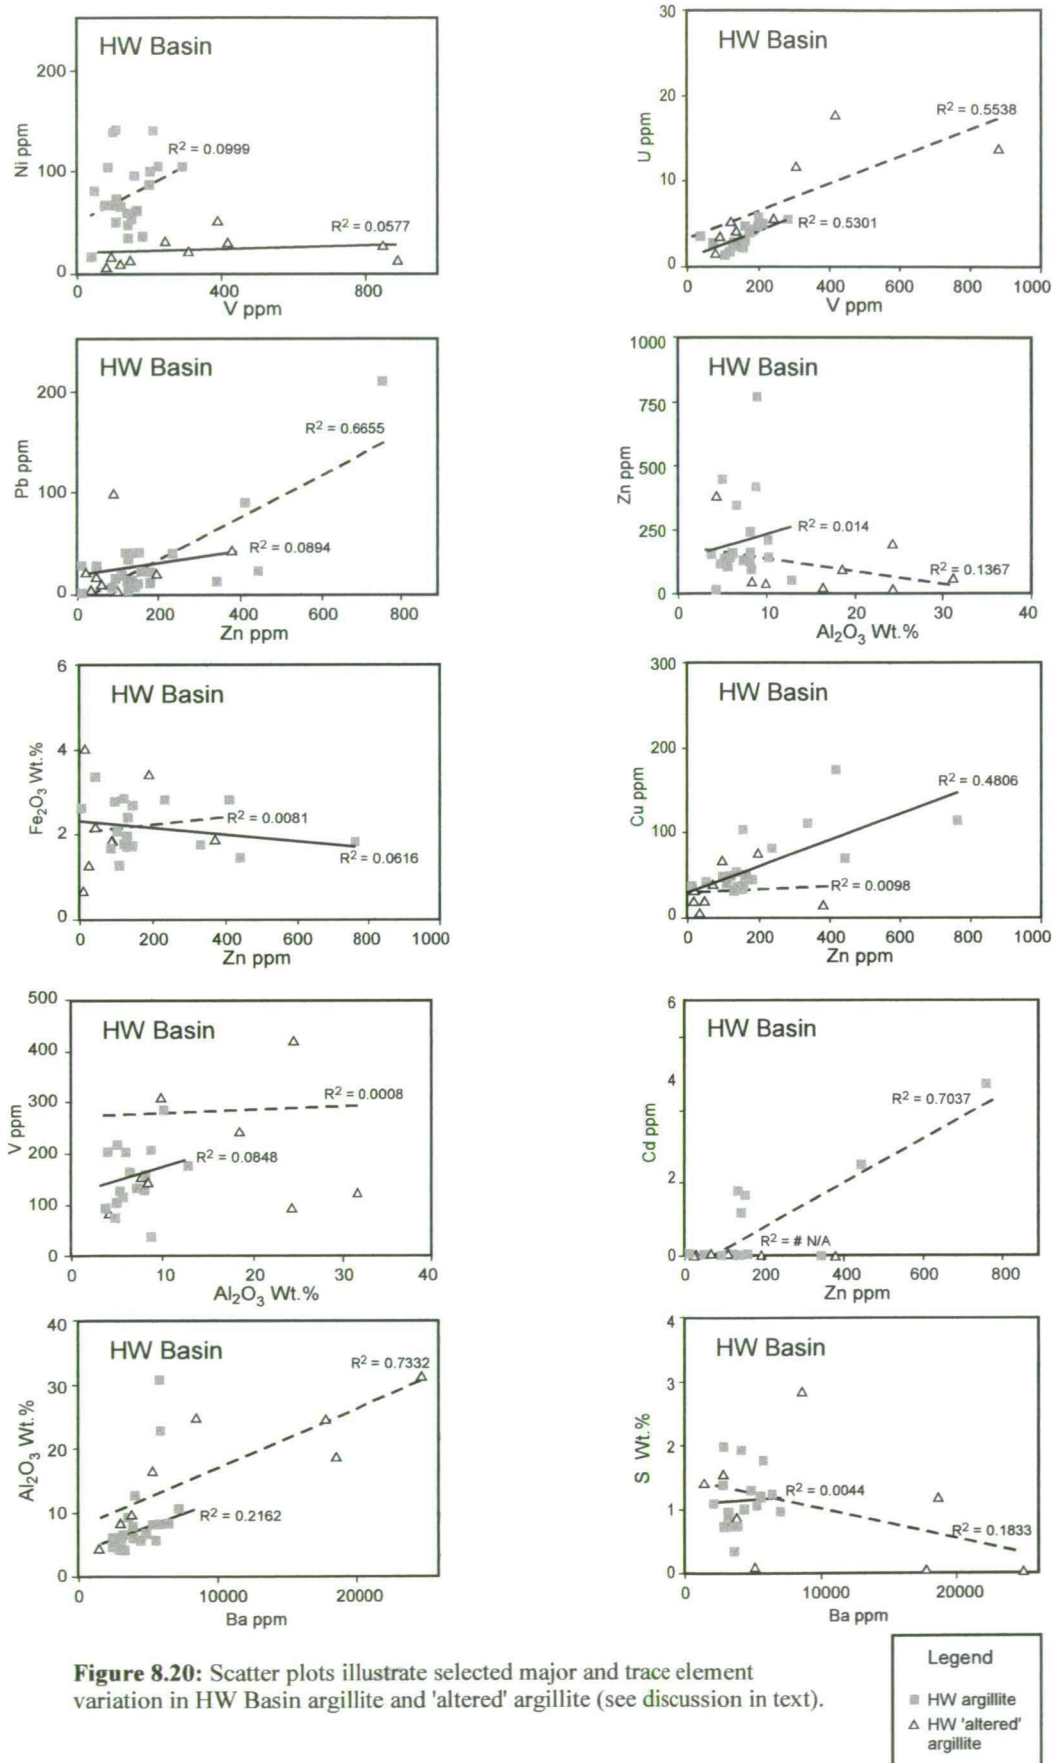 HW Basin
200
100
0
Ni ppm
R² = 0.0999
R² = 0.0577
0
400
800
V ppm
HW Basin
30
20
10
0
U ppm
R² = 0.5538
R² = 0.5301
0
200
400
600
800
1000
V ppm
HW Basin
200
100
0
Pb ppm
R² = 0.6655
R² = 0.0894
0
200
400
600
800
Zn ppm
HW Basin
1000
750
500
250
0
Zn ppm
R² = 0.014
R² = 0.1367
0
10
20
30
40
Al₂O₃ Wt.%
HW Basin
6
4
2
0
Fe₂O₃ Wt.%
R² = 0.0081
R² = 0.0616
0
200
400
600
800
1000
Zn ppm
HW Basin
300
200
100
0
Cu ppm
R² = 0.4806
R² = 0.0098
0
200
400
600
800
1000
Zn ppm
HW Basin
500
400
300
200
100
0
V ppm
R² = 0.0008
R² = 0.0848
0
10
20
30
40
Al₂O₃ Wt.%
HW Basin
6
4
2
0
Cd ppm
R² = 0.7037
R² = # N/A
0
200
400
600
800
Zn ppm
HW Basin
40
30
20
10
0
Al₂O₃ Wt.%
R² = 0.7332
R² = 0.2162
0
10000
20000
Ba ppm
HW Basin
4
3
2
1
0
S Wt.%
R² = 0.0044
R² = 0.1833
0
10000
20000
Ba ppm
Figure 8.20: Scatter plots illustrate selected major and trace element
variation in HW Basin argillite and 'altered' argillite (see discussion in text).
Legend
HW argillite
HW 'altered'
argillite